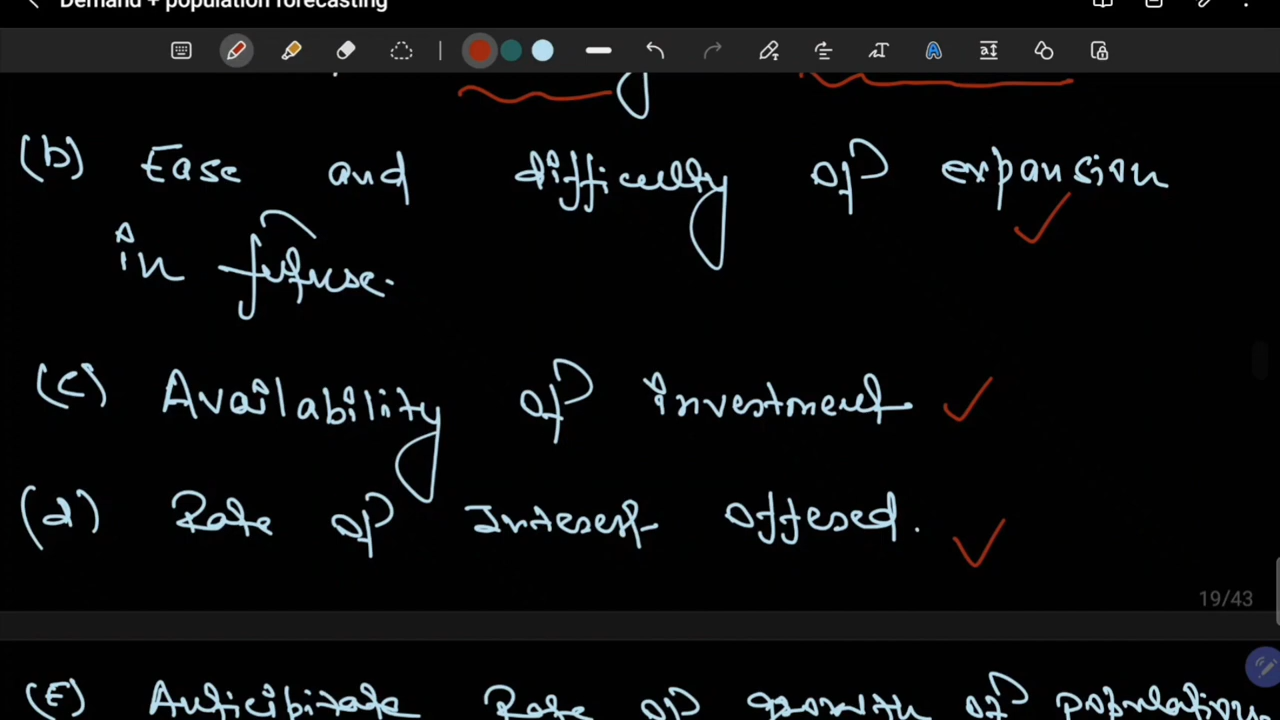 Demand + population forecasting
(b) Ease and difficulty of expansion
in future.
(c) Availability of investment
(d) Rate of Interest offered.
19/43
(E) Anticibitate Rate of growth of population